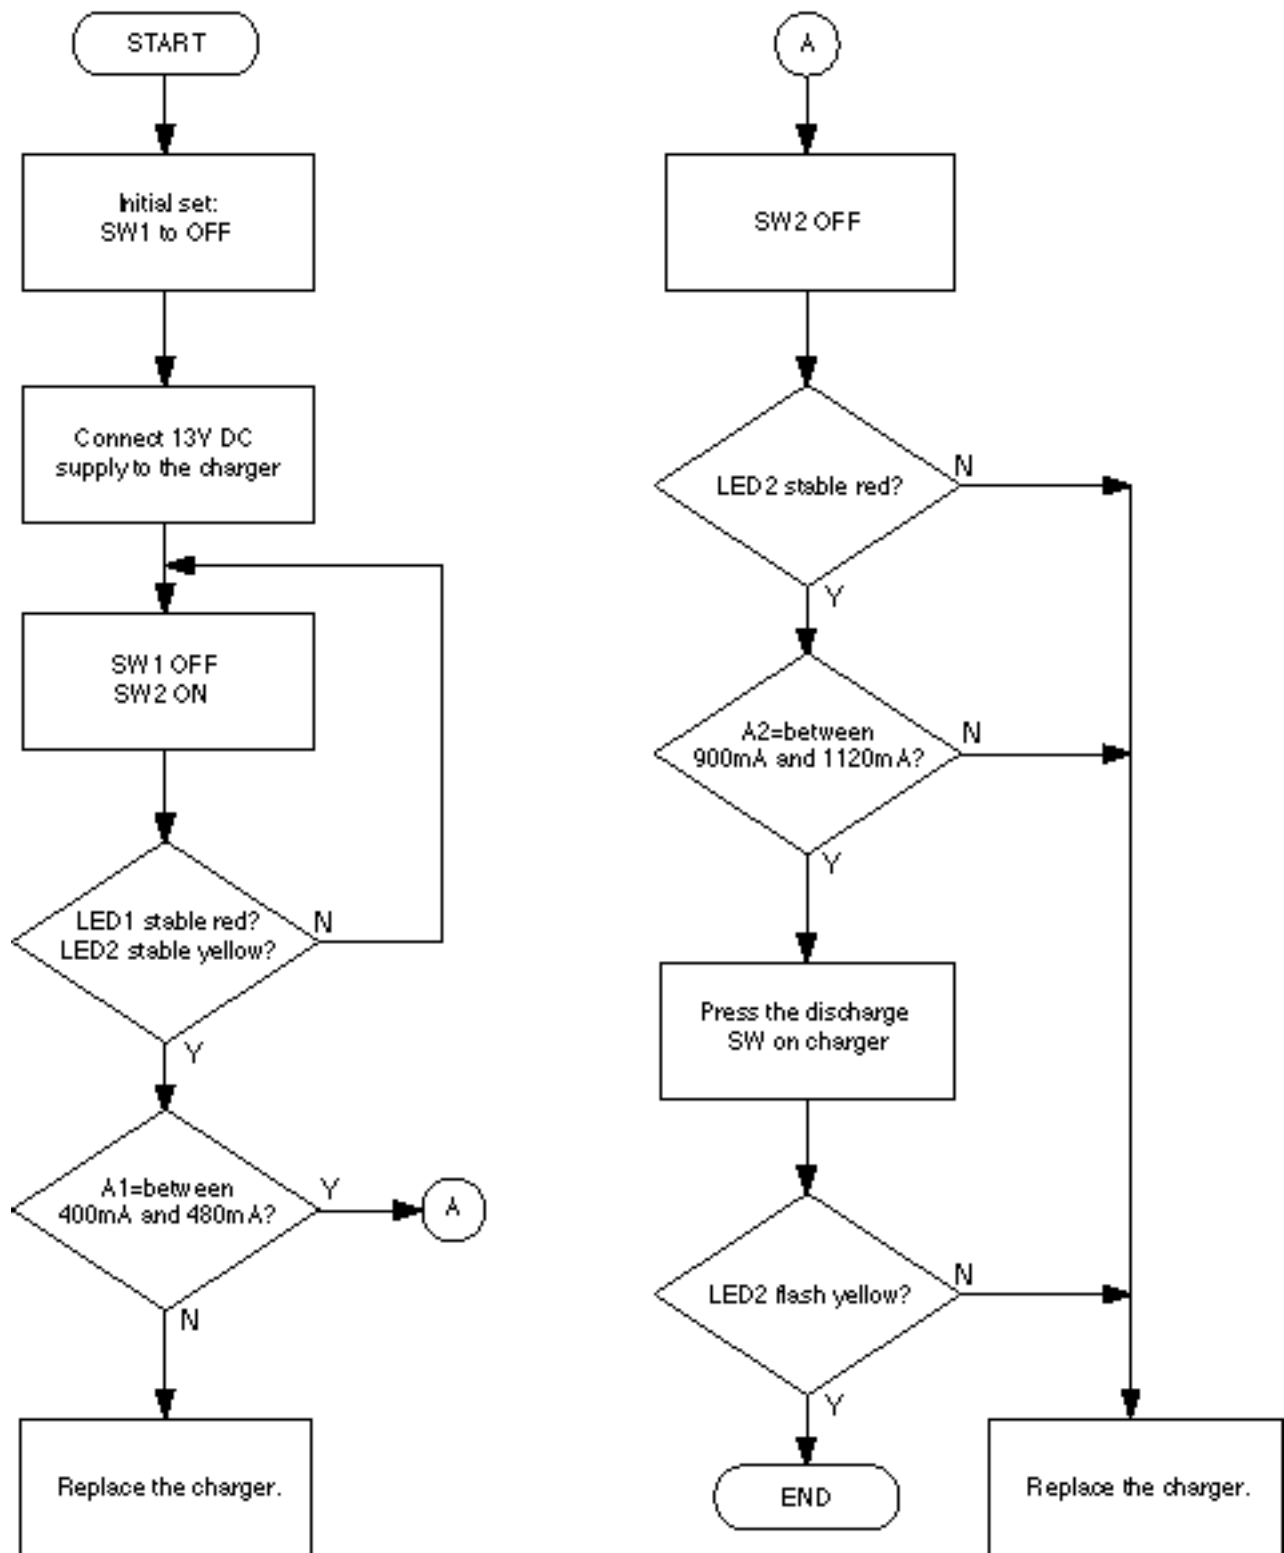 START
Initial set:
SW1 to OFF
Connect 13V DC
supply to the charger
SW1 OFF
SW2 ON
LED1 stable red?
LED2 stable yellow?
N
Y
A1=between
400mA and 480mA?
Y
A
N
Replace the charger.
A
SW2 OFF
LED2 stable red?
N
Y
A2=between
900mA and 1120mA?
N
Y
Press the discharge
SW on charger
LED2 flash yellow?
N
Y
END
Replace the charger.